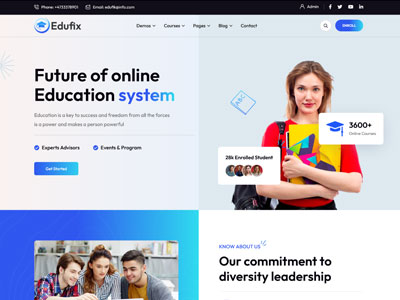 Phone: +4733378901 Email: edufix@info.com Admin
Edufix Demos Courses Pages Blog Contact ENROLL
Future of online
Education system
Education is a key to success and freedom from all the forces
is a power and makes a person powerful
Experts Advisors Events & Program
Get Started
3600+
Online Courses
28k Enrolled Student
KNOW ABOUT US
Our commitment to
diversity leadership